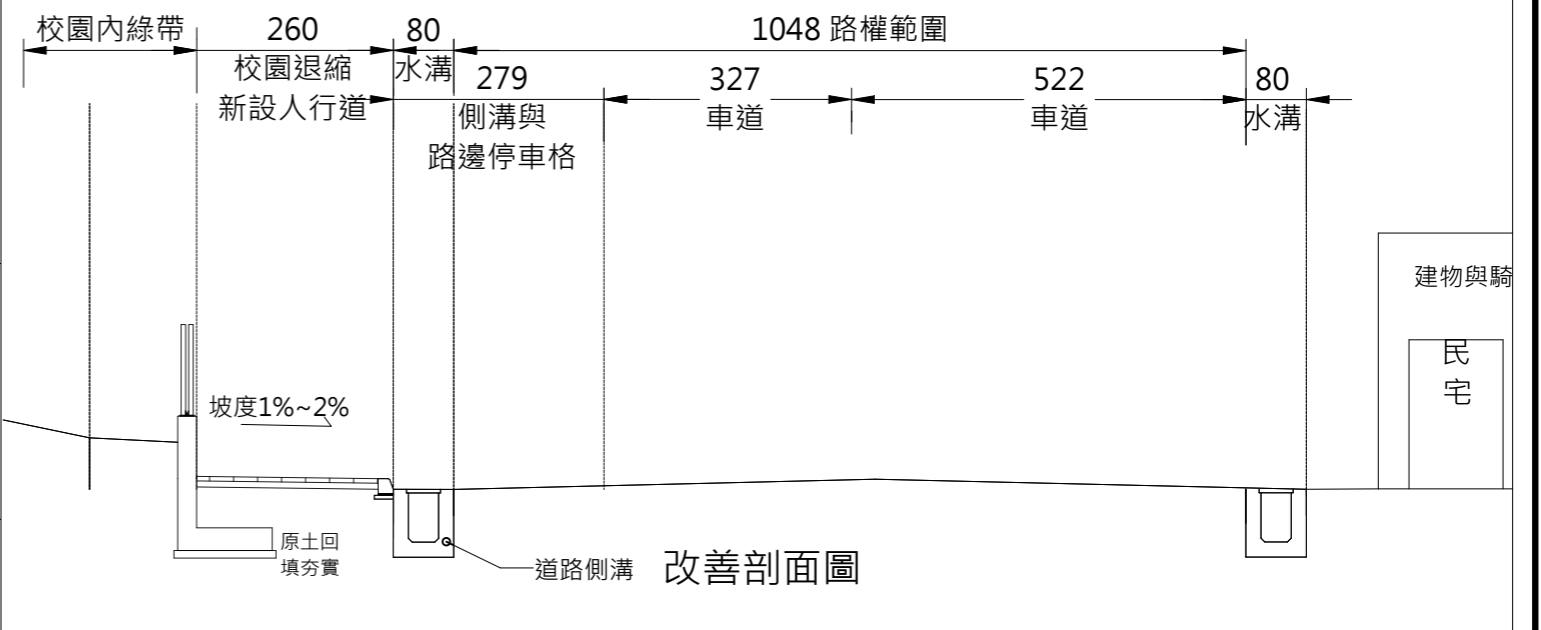 校園內綠帶
260
80
1048 路權範圍
校園退縮
新設人行道
水溝
279
側溝與
路邊停車格
327
車道
522
車道
80
水溝
建物與騎
民
宅
坡度1%~2%
原土回
填夯實
道路側溝
改善剖面圖